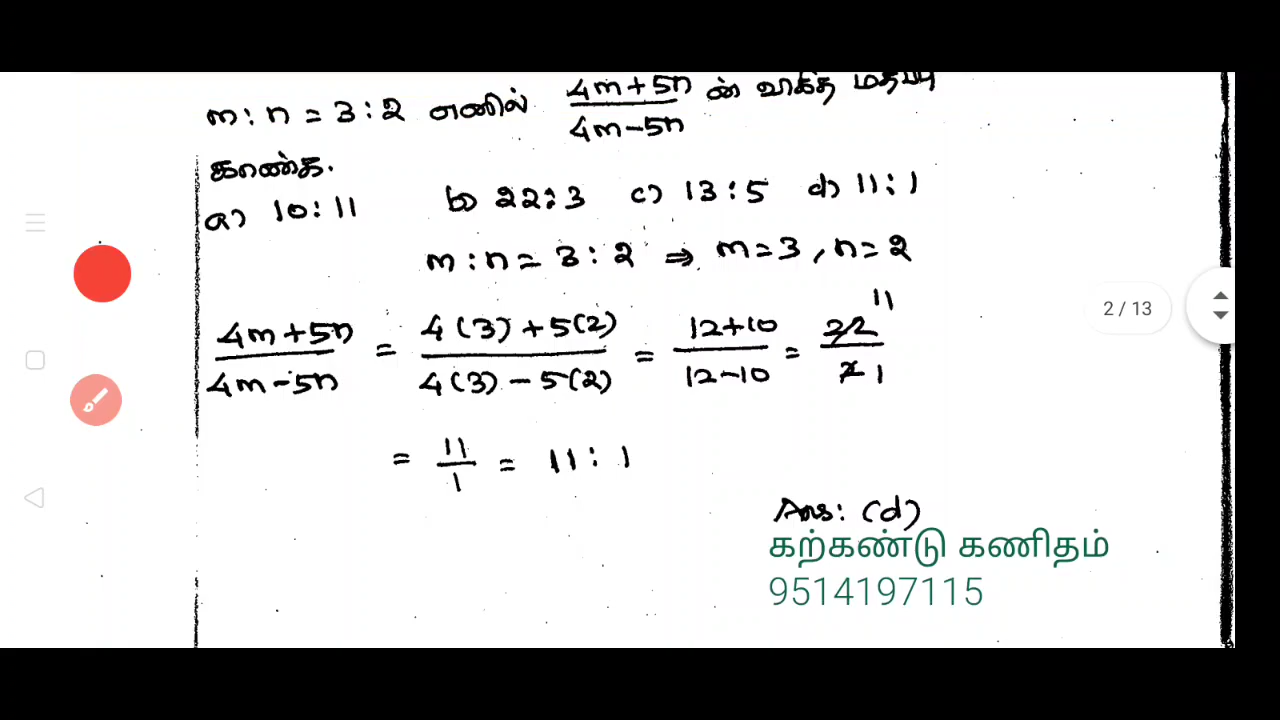 m : n = 3 : 2 எனில் 4m+5n/4m-5n ன் விகித மதிப்பு
காண்க.
a) 10 : 11 b) 22 : 3 c) 13 : 5 d) 11 : 1
m : n = 3 : 2 ⇒ m = 3 , n = 2
4m+5n/4m-5n = 4(3)+5(2)/4(3)-5(2) = 12+10/12-10 = 22 11/2 1
= 11/1 = 11 : 1
Ans: (d)
கற்கண்டு கணிதம்
9514197115
2 / 13